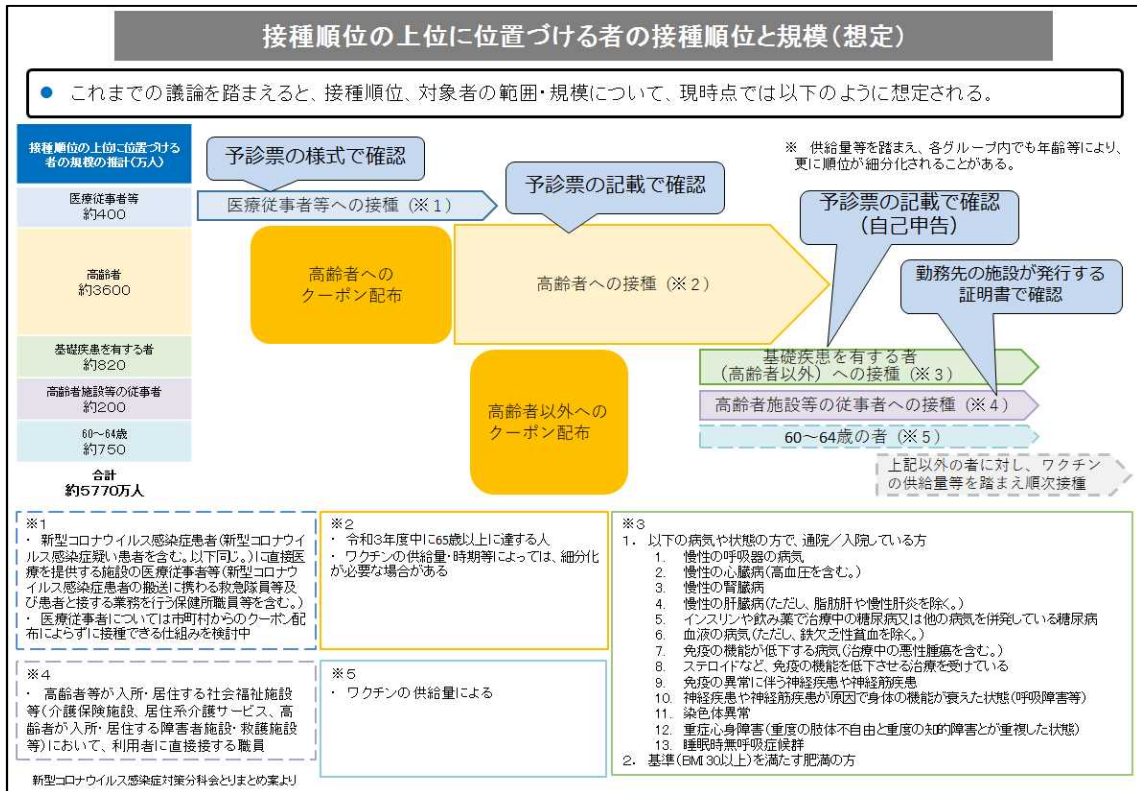 接種順位の上位に位置づける者の接種順位と規模(想定)
● これまでの議論を踏まえると、接種順位、対象者の範囲・規模について、現時点では以下のように想定される。
接種順位の上位に位置づける
者の規模の推計(万人)
予診票の様式で確認
予診票の記載で確認
※ 供給量等を踏まえ、各グループ内でも年齢等により、
更に順位が細分化されることがある。
医療従事者等
約400
医療従事者等への接種(※1)
予診票の記載で確認
(自己申告)
高齢者
約3600
高齢者への
クーポン配布
高齢者への接種(※2)
勤務先の施設が発行する
証明書で確認
基礎疾患を有する者
約820
基礎疾患を有する者
(高齢者以外)への接種(※3)
高齢者施設等の従事者
約200
高齢者以外への
クーポン配布
高齢者施設等の従事者への接種(※4)
60~64歳
約750
60~64歳の者(※5)
合計
約5770万人
上記以外の者に対し、ワクチン
の供給量等を踏まえ順次接種
※1
・ 新型コロナウイルス感染症患者(新型コロナウイ
ルス感染症疑い患者を含む。以下同じ。)に直接医
療を提供する施設の医療従事者等(新型コロナウ
イルス感染症患者の搬送に携わる救急隊員等及
び患者と接する業務を行う保健所職員等を含む。)
・ 医療従事者については市町村からのクーポン配
布によらずに接種できる仕組みを検討中
※2
・ 令和3年度中に65歳以上に達する人
・ ワクチンの供給量・時期等によっては、細分化
が必要な場合がある
※3
1. 以下の病気や状態の方で、通院/入院している方
1. 慢性の呼吸器の病気
2. 慢性の心臓病(高血圧を含む。)
3. 慢性の腎臓病
4. 慢性の肝臓病(ただし、脂肪肝や慢性肝炎を除く。)
5. インスリンや飲み薬で治療中の糖尿病又は他の病気を併発している糖尿病
6. 血液の病気(ただし、鉄欠乏性貧血を除く。)
7. 免疫の機能が低下する病気(治療中の悪性腫瘍を含む。)
8. ステロイドなど、免疫の機能を低下させる治療を受けている
9. 免疫の異常に伴う神経疾患や神経筋疾患
10. 神経疾患や神経筋疾患が原因で身体の機能が衰えた状態(呼吸障害等)
11. 染色体異常
12. 重症心身障害(重度の肢体不自由と重度の知的障害とが重複した状態)
13. 睡眠時無呼吸症候群
2. 基準(BMI30以上)を満たす肥満の方
※4
・ 高齢者等が入所・居住する社会福祉施設
等(介護保険施設、居住系介護サービス、高
齢者が入所・居住する障害者施設・救護施設
等)において、利用者に直接接する職員
※5
・ ワクチンの供給量による
新型コロナウイルス感染症対策分科会とりまとめ案より